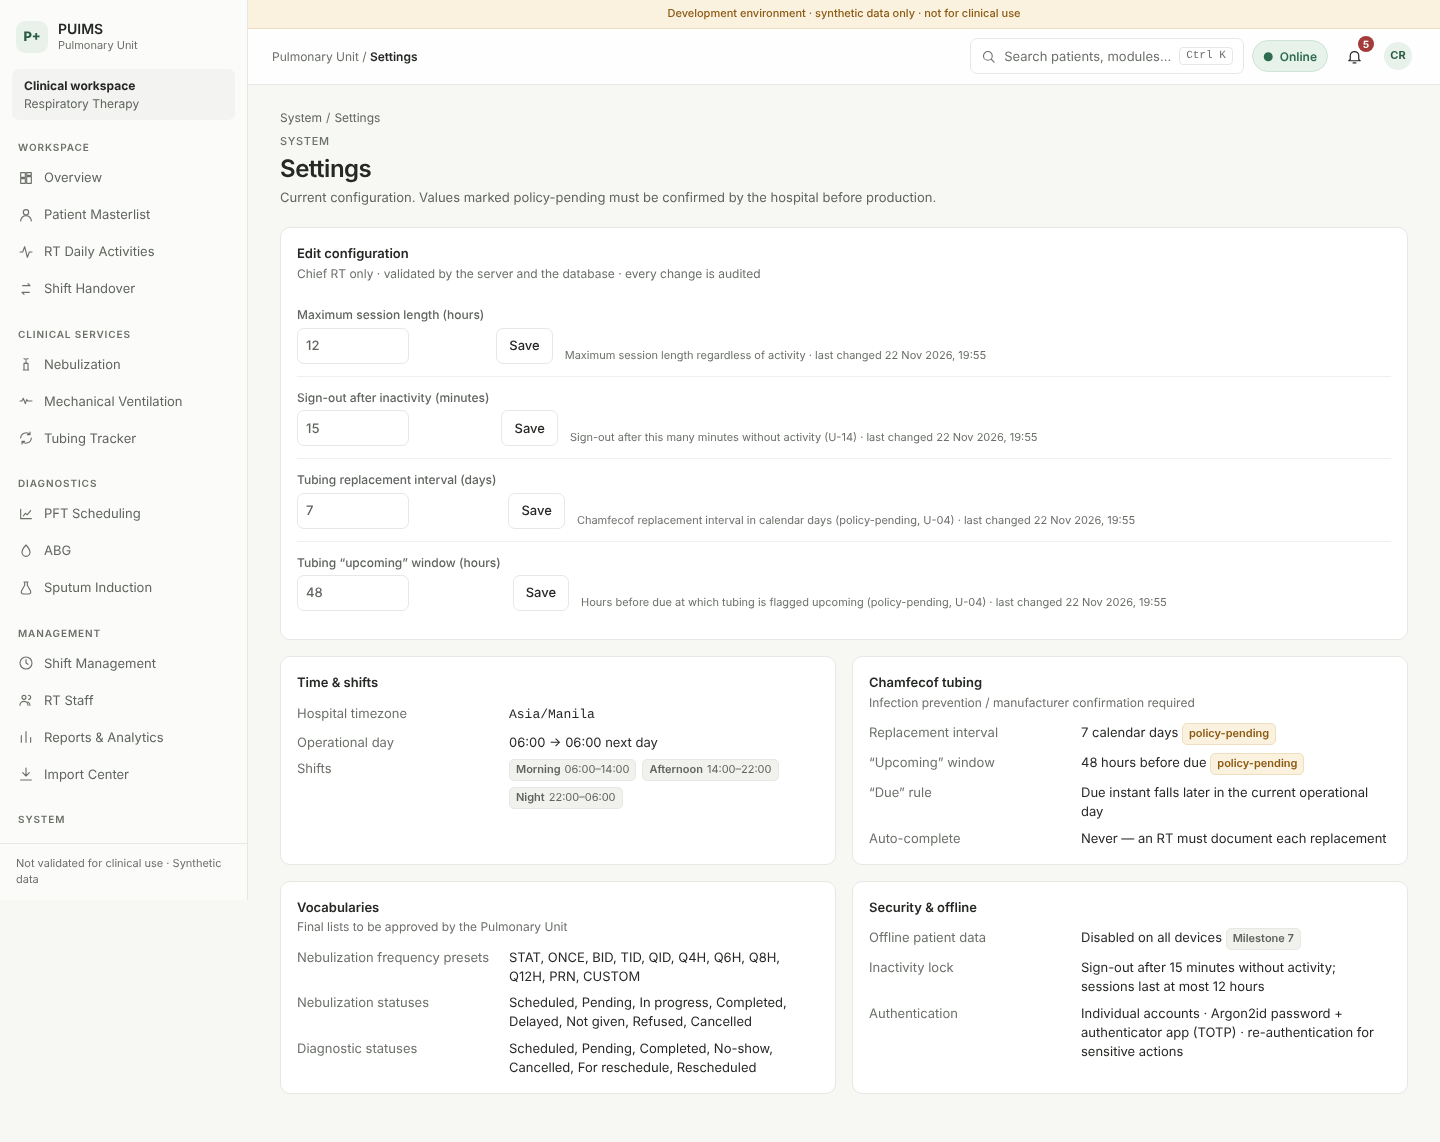 Development environment · synthetic data only · not for clinical use
P+
PUIMS
Pulmonary Unit
Clinical workspace
Respiratory Therapy
WORKSPACE
Overview
Patient Masterlist
RT Daily Activities
Shift Handover
CLINICAL SERVICES
Nebulization
Mechanical Ventilation
Tubing Tracker
DIAGNOSTICS
PFT Scheduling
ABG
Sputum Induction
MANAGEMENT
Shift Management
RT Staff
Reports & Analytics
Import Center
SYSTEM
Not validated for clinical use · Synthetic
data
Pulmonary Unit / Settings
Search patients, modules... Ctrl K
Online
5
CR
System / Settings
SYSTEM
Settings
Current configuration. Values marked policy-pending must be confirmed by the hospital before production.
Edit configuration
Chief RT only · validated by the server and the database · every change is audited
Maximum session length (hours)
12 Save Maximum session length regardless of activity · last changed 22 Nov 2026, 19:55
Sign-out after inactivity (minutes)
15 Save Sign-out after this many minutes without activity (U-14) · last changed 22 Nov 2026, 19:55
Tubing replacement interval (days)
7 Save Chamfecof replacement interval in calendar days (policy-pending, U-04) · last changed 22 Nov 2026, 19:55
Tubing “upcoming” window (hours)
48 Save Hours before due at which tubing is flagged upcoming (policy-pending, U-04) · last changed 22 Nov 2026, 19:55
Time & shifts
Hospital timezone Asia/Manila
Operational day 06:00 → 06:00 next day
Shifts Morning 06:00–14:00 Afternoon 14:00–22:00
Night 22:00–06:00
Chamfecof tubing
Infection prevention / manufacturer confirmation required
Replacement interval 7 calendar days policy-pending
“Upcoming” window 48 hours before due policy-pending
“Due” rule Due instant falls later in the current operational
day
Auto-complete Never — an RT must document each replacement
Vocabularies
Final lists to be approved by the Pulmonary Unit
Nebulization frequency presets STAT, ONCE, BID, TID, QID, Q4H, Q6H, Q8H,
Q12H, PRN, CUSTOM
Nebulization statuses Scheduled, Pending, In progress, Completed,
Delayed, Not given, Refused, Cancelled
Diagnostic statuses Scheduled, Pending, Completed, No-show,
Cancelled, For reschedule, Rescheduled
Security & offline
Offline patient data Disabled on all devices Milestone 7
Inactivity lock Sign-out after 15 minutes without activity;
sessions last at most 12 hours
Authentication Individual accounts · Argon2id password +
authenticator app (TOTP) · re-authentication for
sensitive actions